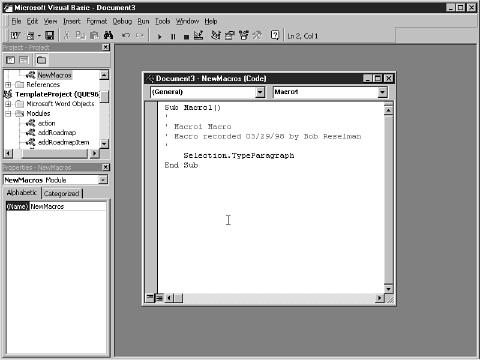 Microsoft Visual Basic - Document3
File Edit View Insert Format Debug Run Tools Window Help
Ln 2, Col 1
Project - Project
NewMacros
References
TemplateProject (QUE96
Microsoft Word Objects
Modules
action
addRoadmap
addRoadmapItem
Properties - NewMacros
NewMacros Module
Alphabetic Categorized
(Name) NewMacros
Document3 - NewMacros (Code)
(General) Macro1
Sub Macro1()
'
' Macro1 Macro
' Macro recorded 03/29/98 by Bob Reselman
'
Selection.TypeParagraph
End Sub